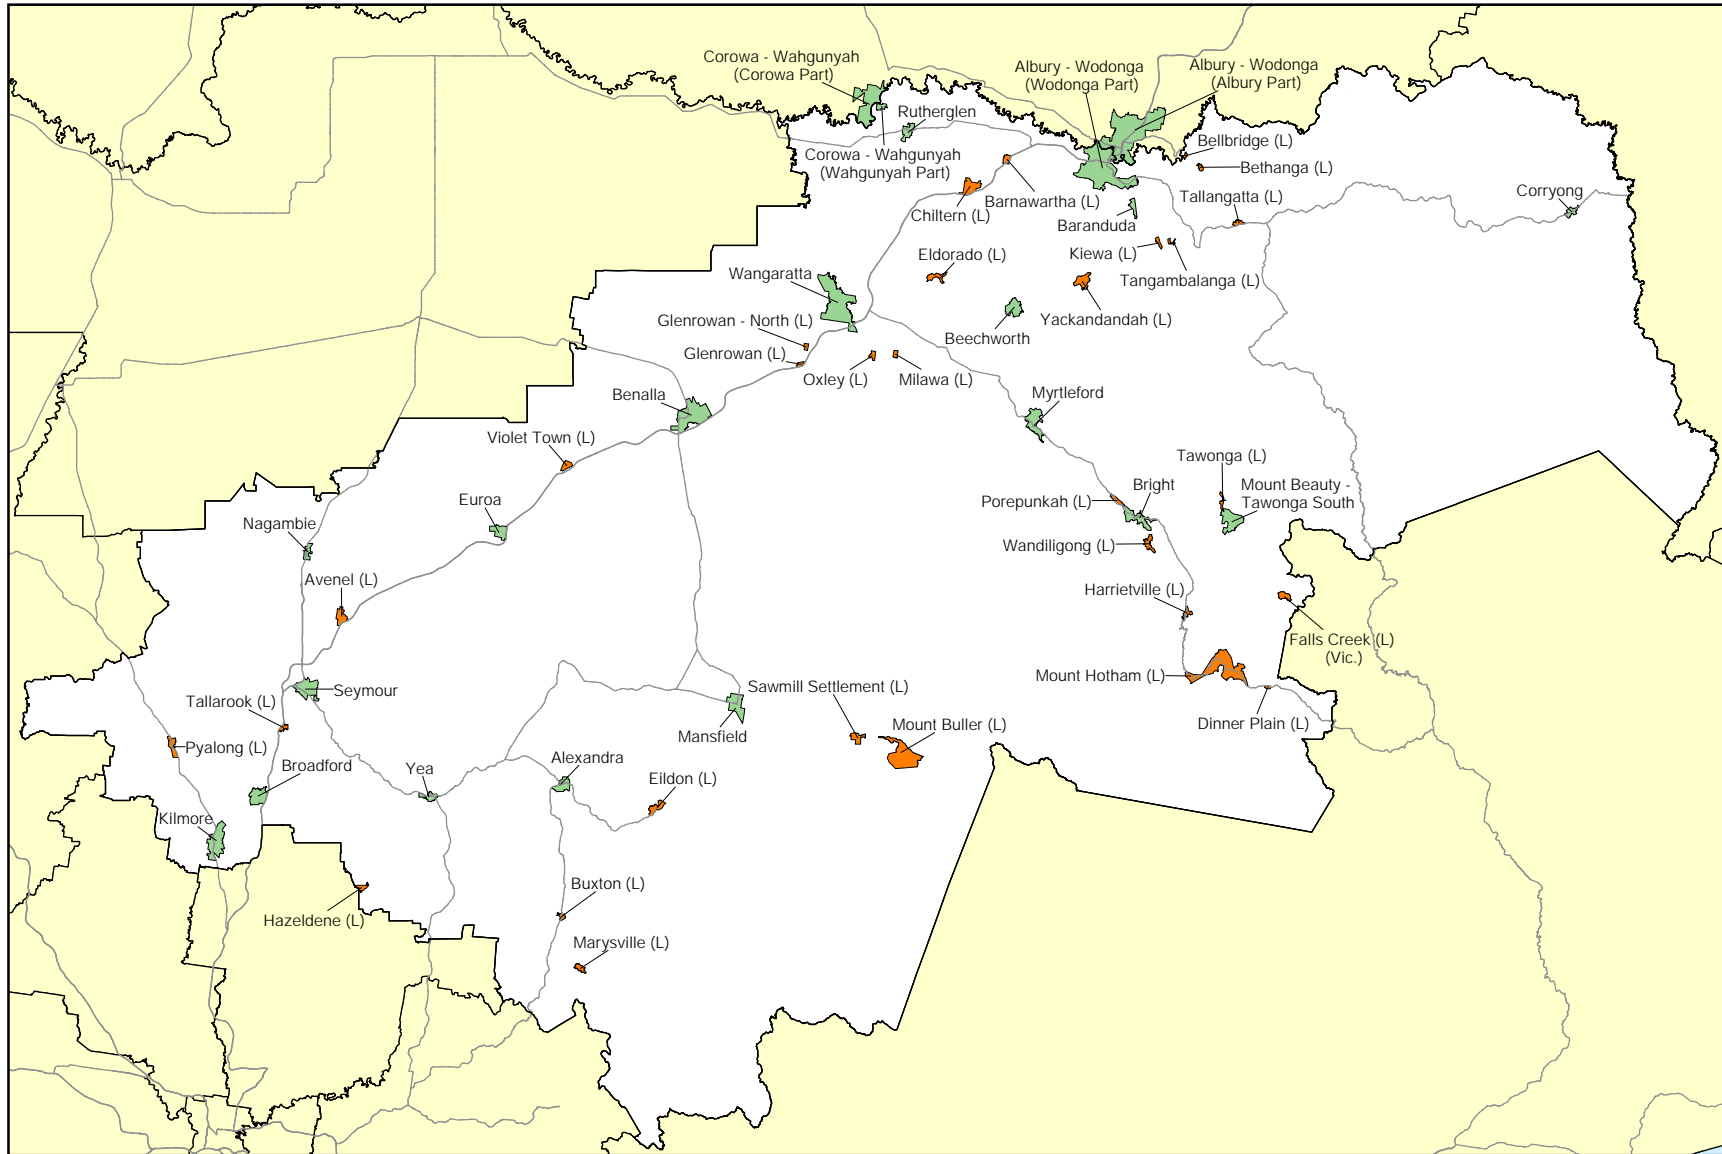 Corowa - Wahgunyah
(Corowa Part)
Albury - Wodonga
(Wodonga Part)
Albury - Wodonga
(Albury Part)
Rutherglen
Corowa - Wahgunyah
(Wahgunyah Part)
Bellbridge (L)
Bethanga (L)
Chiltern (L)
Barnawartha (L)
Tallangatta (L)
Corryong
Baranduda
Kiewa (L)
Eldorado (L)
Tangambalanga (L)
Wangaratta
Glenrowan - North (L)
Yackandandah (L)
Beechworth
Glenrowan (L)
Oxley (L)
Milawa (L)
Benalla
Myrtleford
Violet Town (L)
Tawonga (L)
Mount Beauty -
Tawonga South
Bright
Porepunkah (L)
Euroa
Nagambie
Wandiligong (L)
Avenel (L)
Harrietville (L)
Falls Creek (L)
(Vic.)
Mount Hotham (L)
Seymour
Sawmill Settlement (L)
Tallarook (L)
Mount Buller (L)
Dinner Plain (L)
Mansfield
Pyalong (L)
Broadford
Yea
Alexandra
Eildon (L)
Kilmore
Buxton (L)
Hazeldene (L)
Marysville (L)